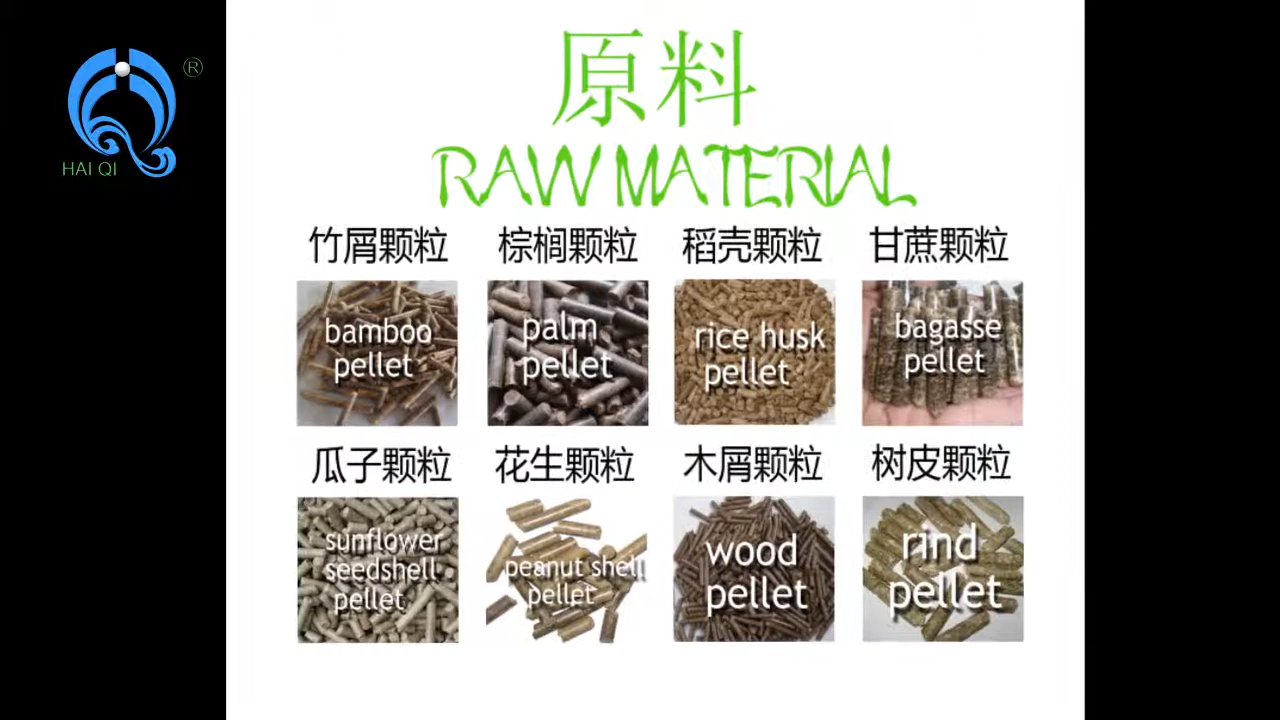 HAI QI
®
原料
RAW MATERIAL
竹屑颗粒 棕榈颗粒 稻壳颗粒 甘蔗颗粒
bamboo
pellet
palm
pellet
rice husk
pellet
bagasse
pellet
瓜子颗粒 花生颗粒 木屑颗粒 树皮颗粒
sunflower
seedshell
pellet
peanut shell
pellet
wood
pellet
rind
pellet